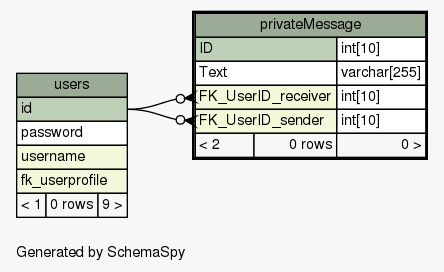 privateMessage
ID int[10]
Text varchar[255]
FK_UserID_receiver int[10]
FK_UserID_sender int[10]
< 2 0 rows 0 >
users
id
password
username
fk_userprofile
< 1 0 rows 9 >
Generated by SchemaSpy